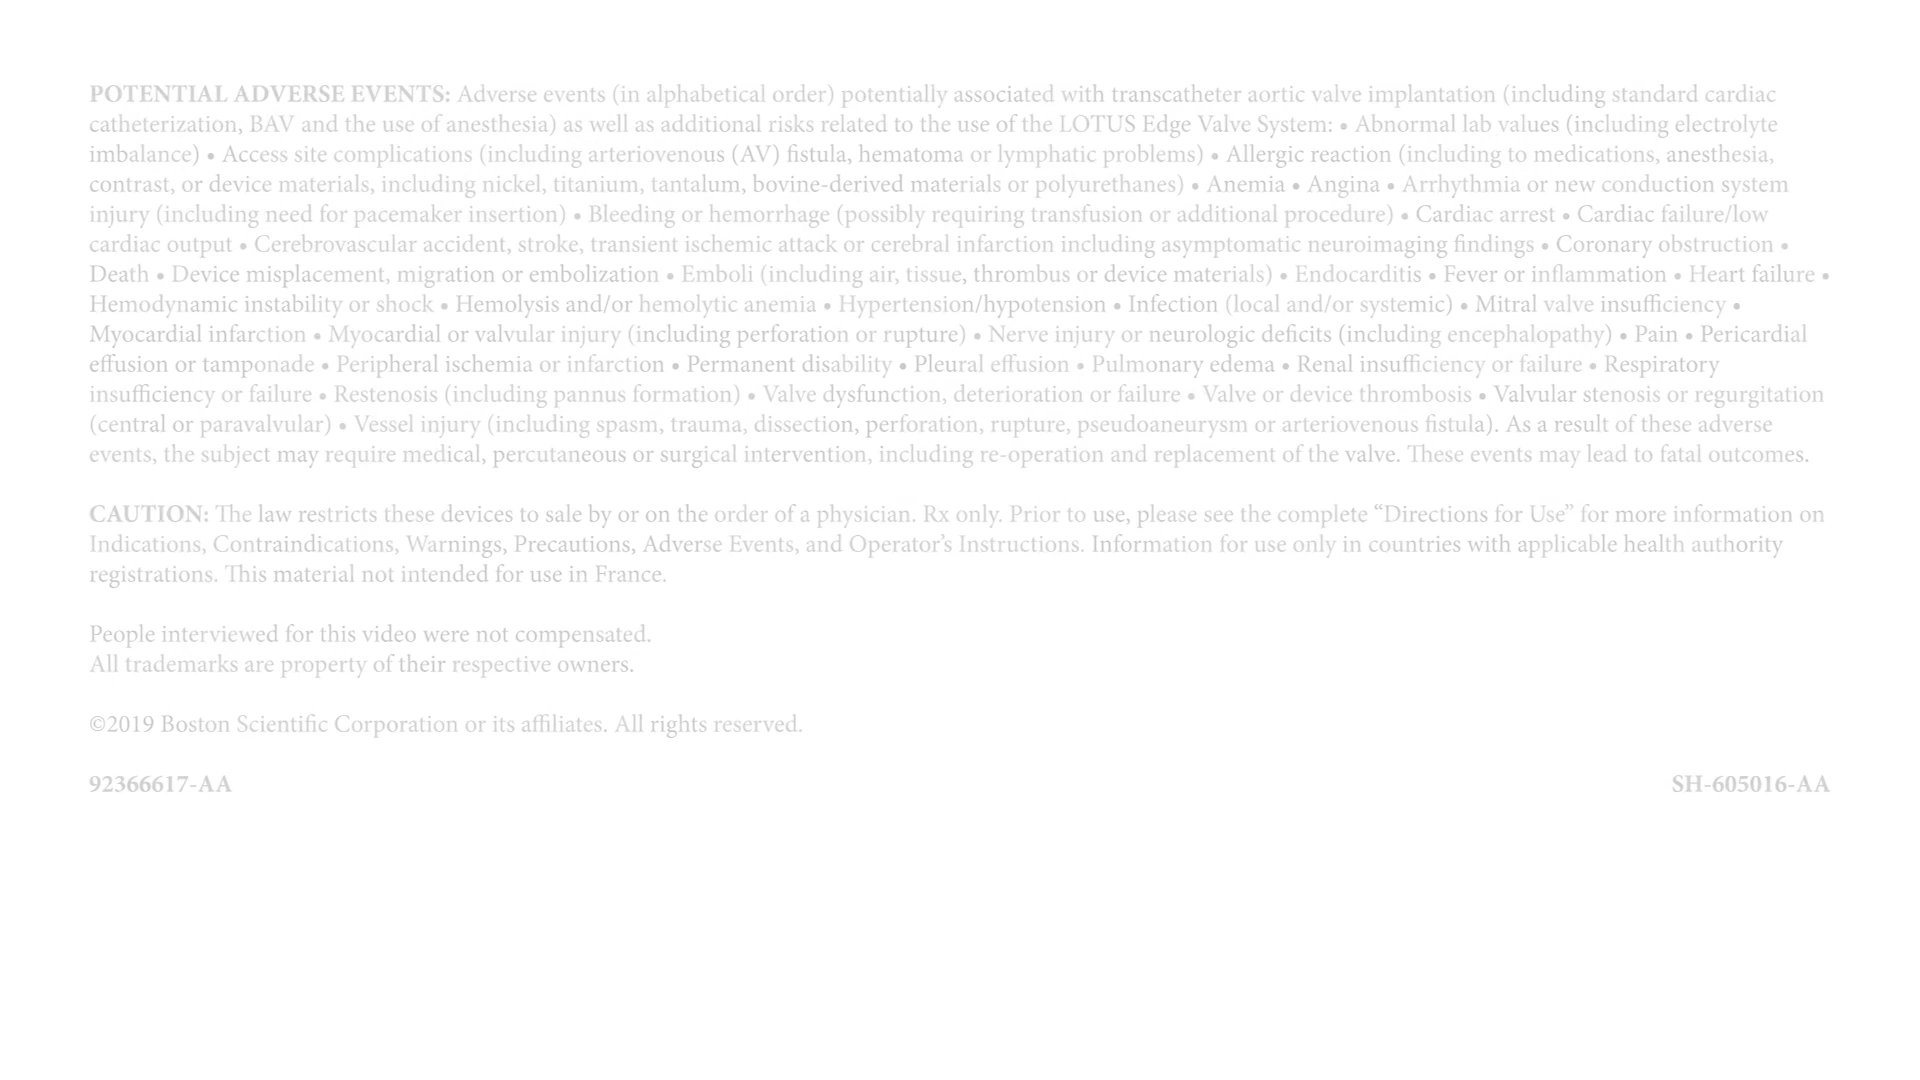 POTENTIAL ADVERSE EVENTS: Adverse events (in alphabetical order) potentially associated with transcatheter aortic valve implantation (including standard cardiac
catheterization, BAV and the use of anesthesia) as well as additional risks related to the use of the LOTUS Edge Valve System: • Abnormal lab values (including electrolyte
imbalance) • Access site complications (including arteriovenous (AV) fistula, hematoma or lymphatic problems) • Allergic reaction (including to medications, anesthesia,
contrast, or device materials, including nickel, titanium, tantalum, bovine-derived materials or polyurethanes) • Anemia • Angina • Arrhythmia or new conduction system
injury (including need for pacemaker insertion) • Bleeding or hemorrhage (possibly requiring transfusion or additional procedure) • Cardiac arrest • Cardiac failure/low
cardiac output • Cerebrovascular accident, stroke, transient ischemic attack or cerebral infarction including asymptomatic neuroimaging findings • Coronary obstruction •
Death • Device misplacement, migration or embolization • Emboli (including air, tissue, thrombus or device materials) • Endocarditis • Fever or inflammation • Heart failure •
Hemodynamic instability or shock • Hemolysis and/or hemolytic anemia • Hypertension/hypotension • Infection (local and/or systemic) • Mitral valve insufficiency •
Myocardial infarction • Myocardial or valvular injury (including perforation or rupture) • Nerve injury or neurologic deficits (including encephalopathy) • Pain • Pericardial
effusion or tamponade • Peripheral ischemia or infarction • Permanent disability • Pleural effusion • Pulmonary edema • Renal insufficiency or failure • Respiratory
insufficiency or failure • Restenosis (including pannus formation) • Valve dysfunction, deterioration or failure • Valve or device thrombosis • Valvular stenosis or regurgitation
(central or paravalvular) • Vessel injury (including spasm, trauma, dissection, perforation, rupture, pseudoaneurysm or arteriovenous fistula). As a result of these adverse
events, the subject may require medical, percutaneous or surgical intervention, including re-operation and replacement of the valve. These events may lead to fatal outcomes.
CAUTION: The law restricts these devices to sale by or on the order of a physician. Rx only. Prior to use, please see the complete “Directions for Use” for more information on
Indications, Contraindications, Warnings, Precautions, Adverse Events, and Operator’s Instructions. Information for use only in countries with applicable health authority
registrations. This material not intended for use in France.
People interviewed for this video were not compensated.
All trademarks are property of their respective owners.
©2019 Boston Scientific Corporation or its affiliates. All rights reserved.
92366617-AA
SH-605016-AA